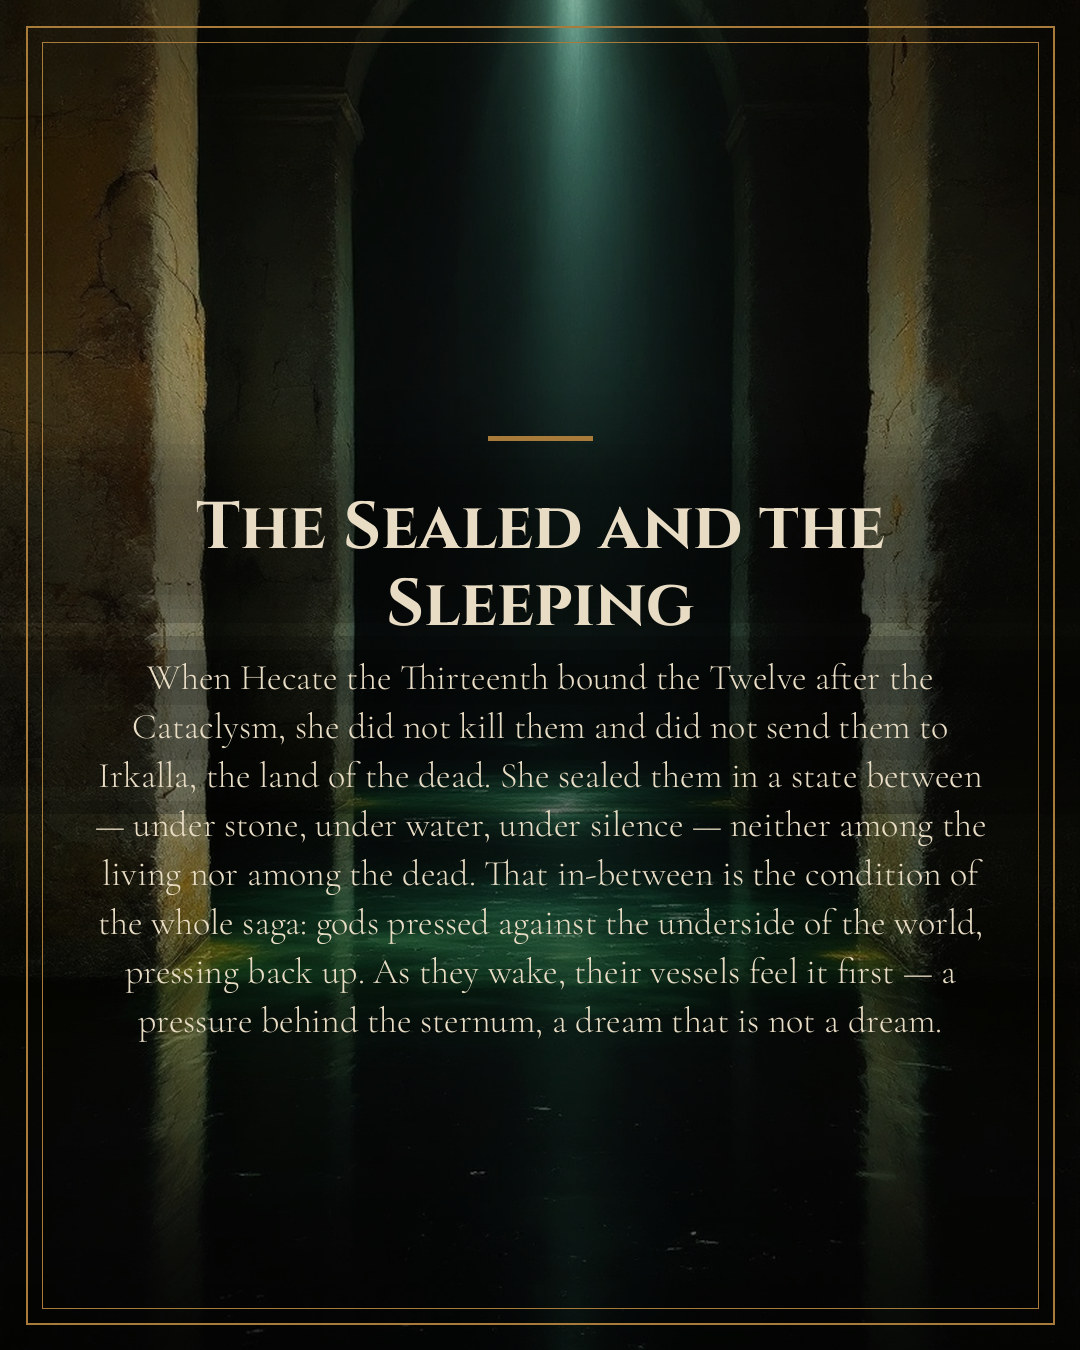 The Sealed and the
Sleeping
When Hecate the Thirteenth bound the Twelve after the
Cataclysm, she did not kill them and did not send them to
Irkalla, the land of the dead. She sealed them in a state between
— under stone, under water, under silence — neither among the
living nor among the dead. That in-between is the condition of
the whole saga: gods pressed against the underside of the world,
pressing back up. As they wake, their vessels feel it first — a
pressure behind the sternum, a dream that is not a dream.